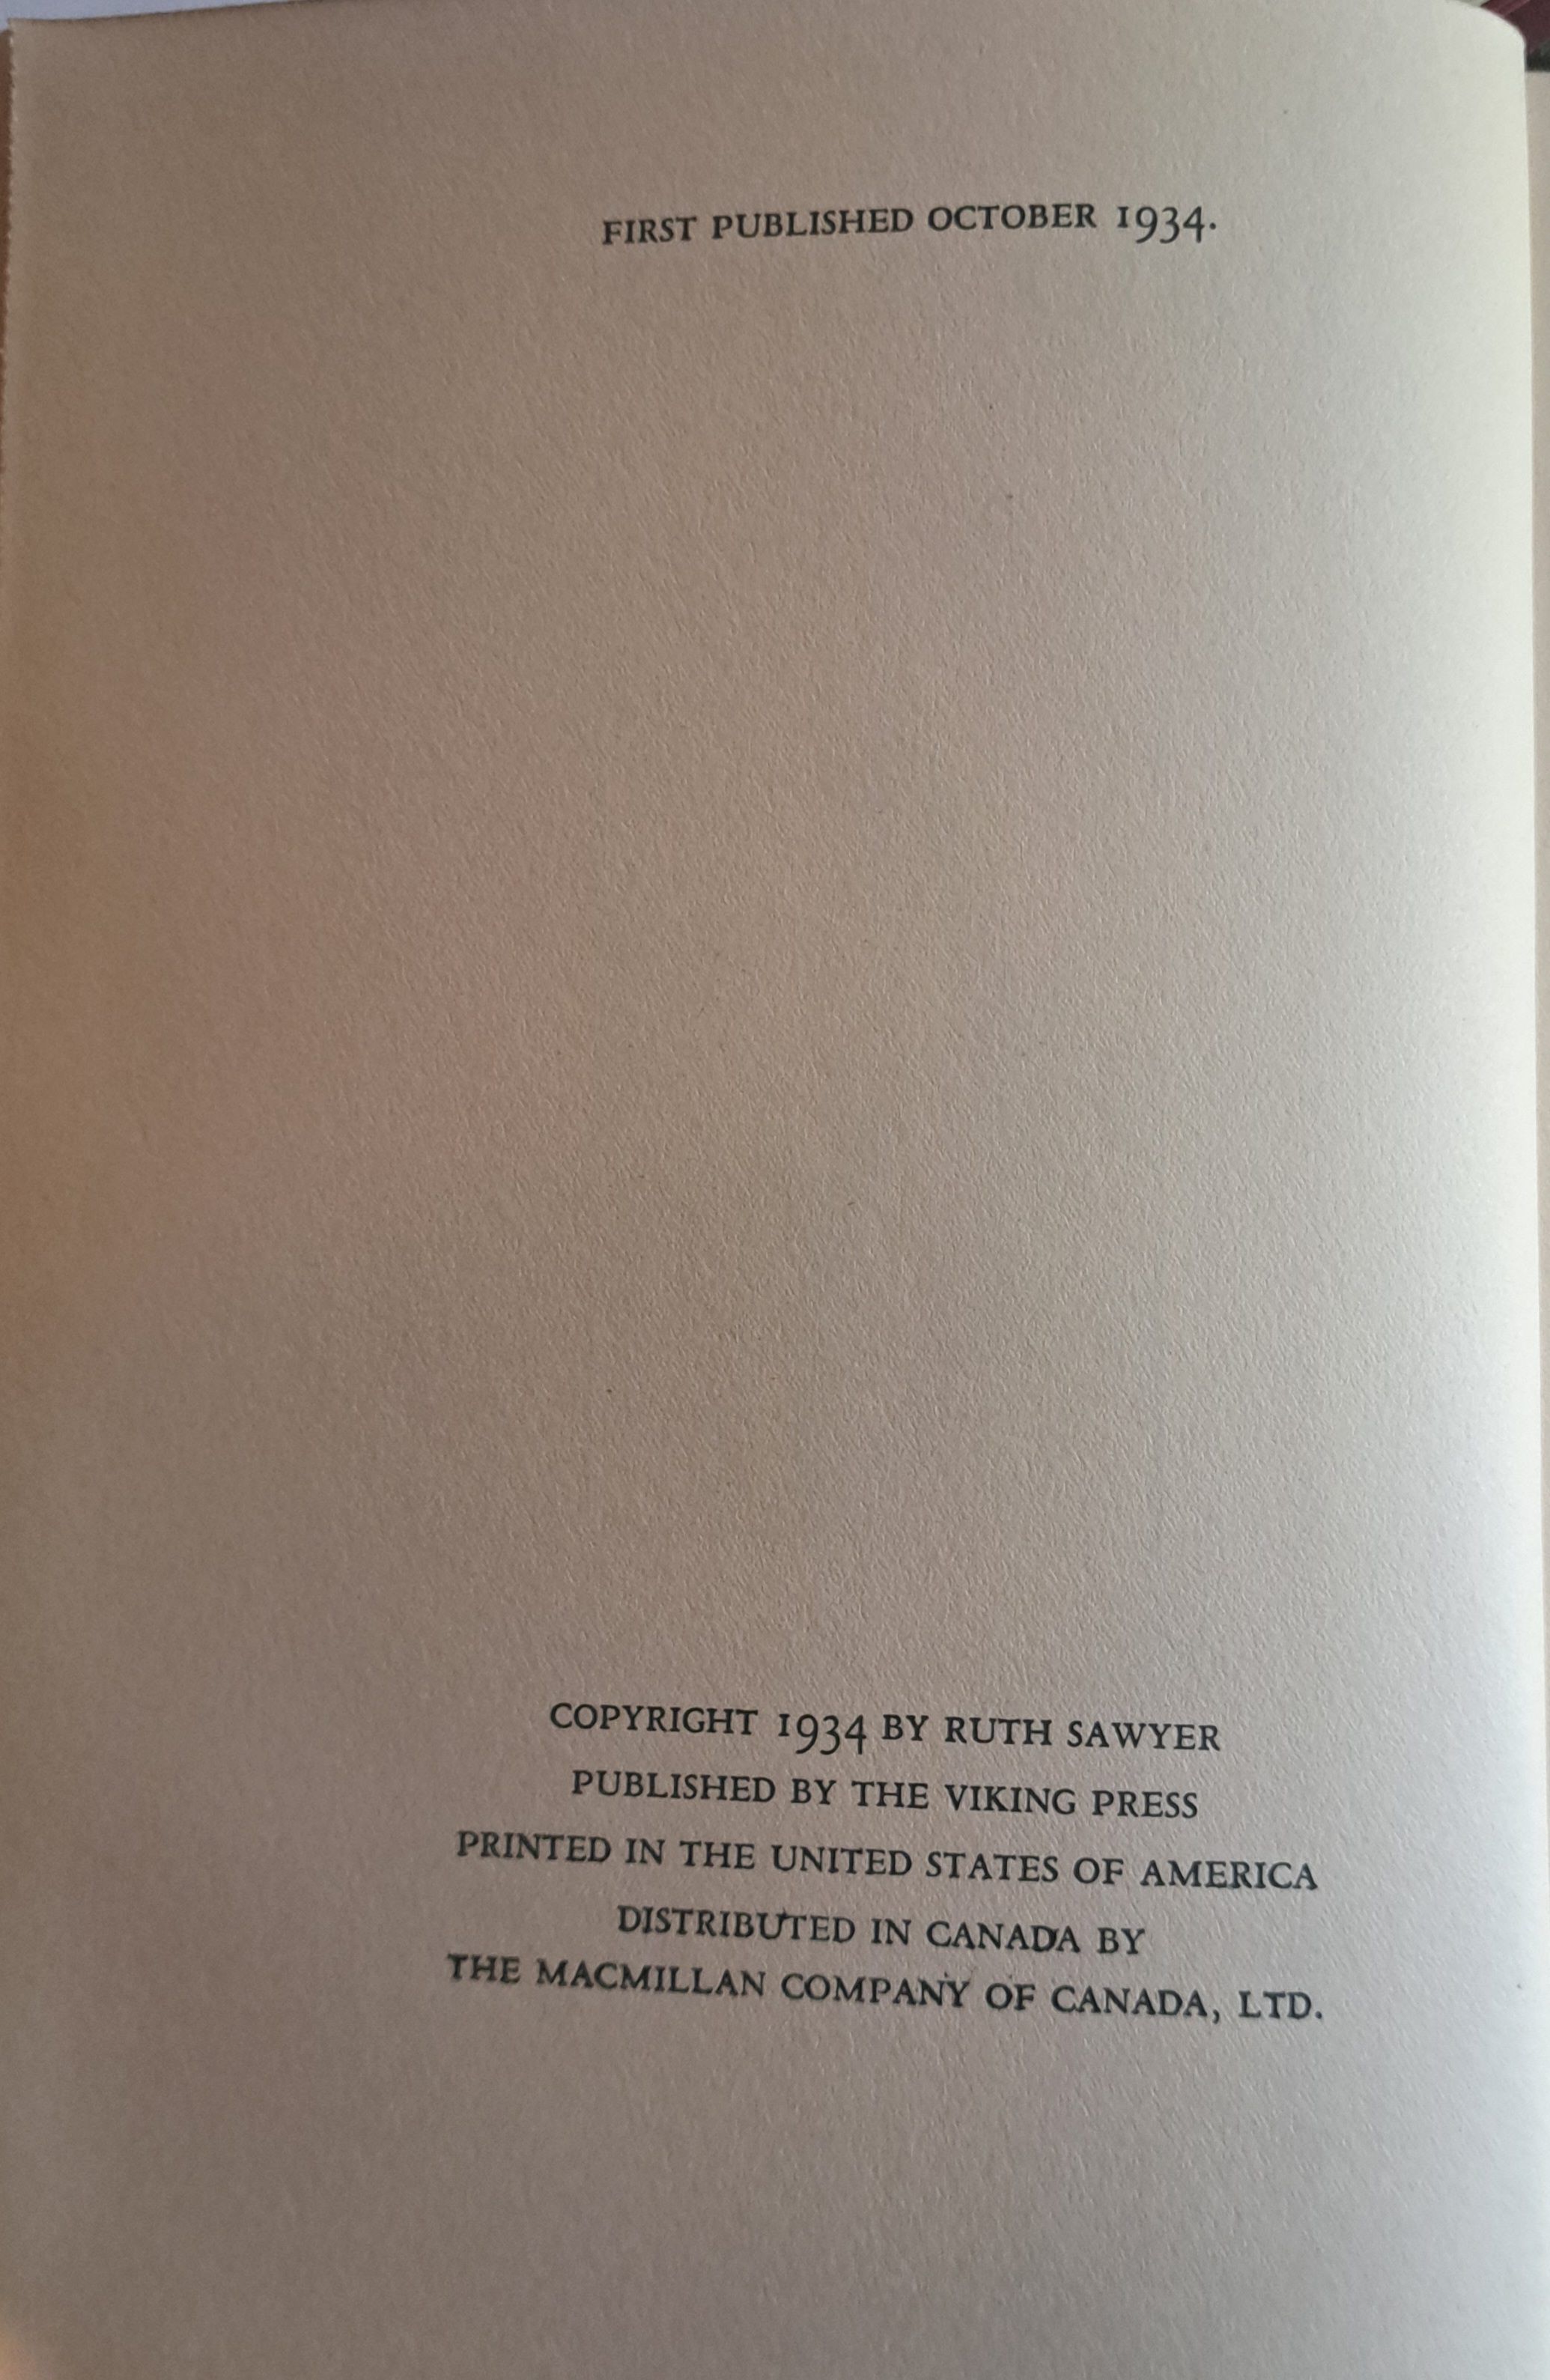 FIRST PUBLISHED OCTOBER 1934.
COPYRIGHT 1934 BY RUTH SAWYER
PUBLISHED BY THE VIKING PRESS
PRINTED IN THE UNITED STATES OF AMERICA
DISTRIBUTED IN CANADA BY
THE MACMILLAN COMPANY OF CANADA, LTD.